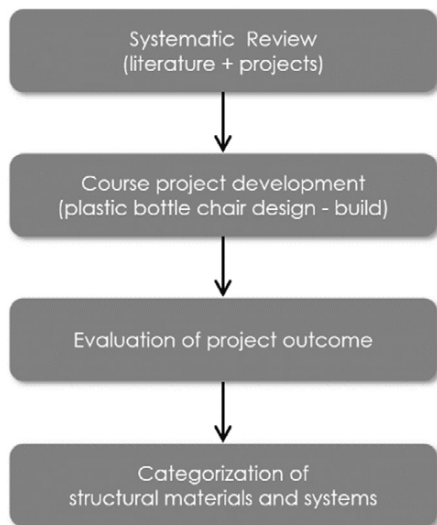 Systematic Review
(literature + projects)
Course project development
(plastic bottle chair design - build)
Evaluation of project outcome
Categorization of
structural materials and systems